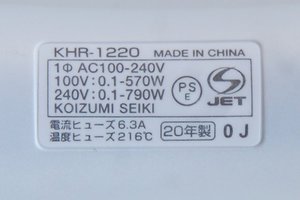 KHR-1220 MADE IN CHINA
1Φ AC100-240V
100V:0.1-570W
240V:0.1-790W
KOIZUMI SEIKI
PS
E
JET
電流ヒューズ6.3A
温度ヒューズ216℃
20年製 0J